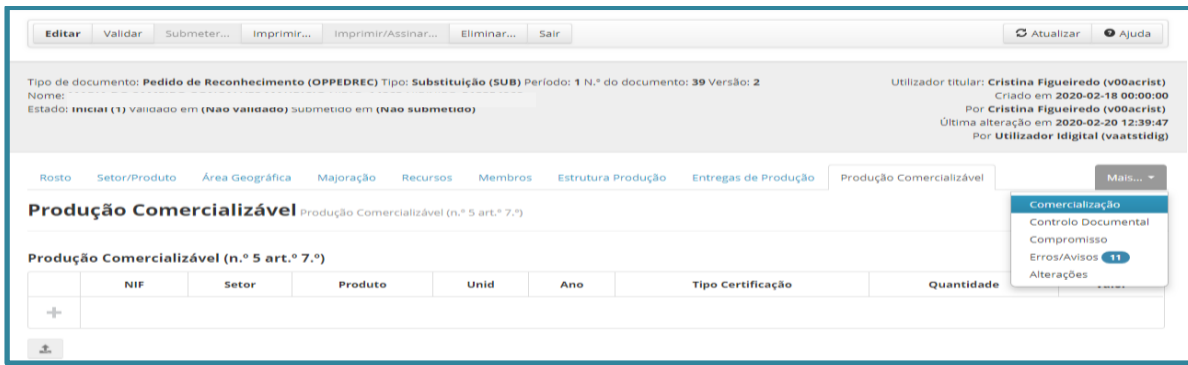 Editar Validar Submeter... Imprimir... Imprimir/Assinar... Eliminar... Sair Atualizar Ajuda
Tipo de documento: Pedido de Reconhecimento (OPPEDREC) Tipo: Substituição (SUB) Período: 1 N.º do documento: 39 Versão: 2
Nome:
Estado: Inicial (1) Validado em (Não validado) Submetido em (Não submetido)
Utilizador titular: Cristina Figueiredo (v00acrist)
Criado em 2020-02-18 00:00:00
Por Cristina Figueiredo (v00acrist)
Última alteração em 2020-02-20 12:39:47
Por Utilizador Idigital (vaatstidig)
Rosto Setor/Produto Área Geográfica Majoração Recursos Membros Estrutura Produção Entregas de Produção Produção Comercializável Mais...
Comercialização
Controlo Documental
Compromisso
Erros/Avisos 11
Alterações
Produção Comercializável Produção Comercializável (n.º 5 art.º 7.º)
Produção Comercializável (n.º 5 art.º 7.º)
NIF Setor Produto Unid Ano Tipo Certificação Quantidade